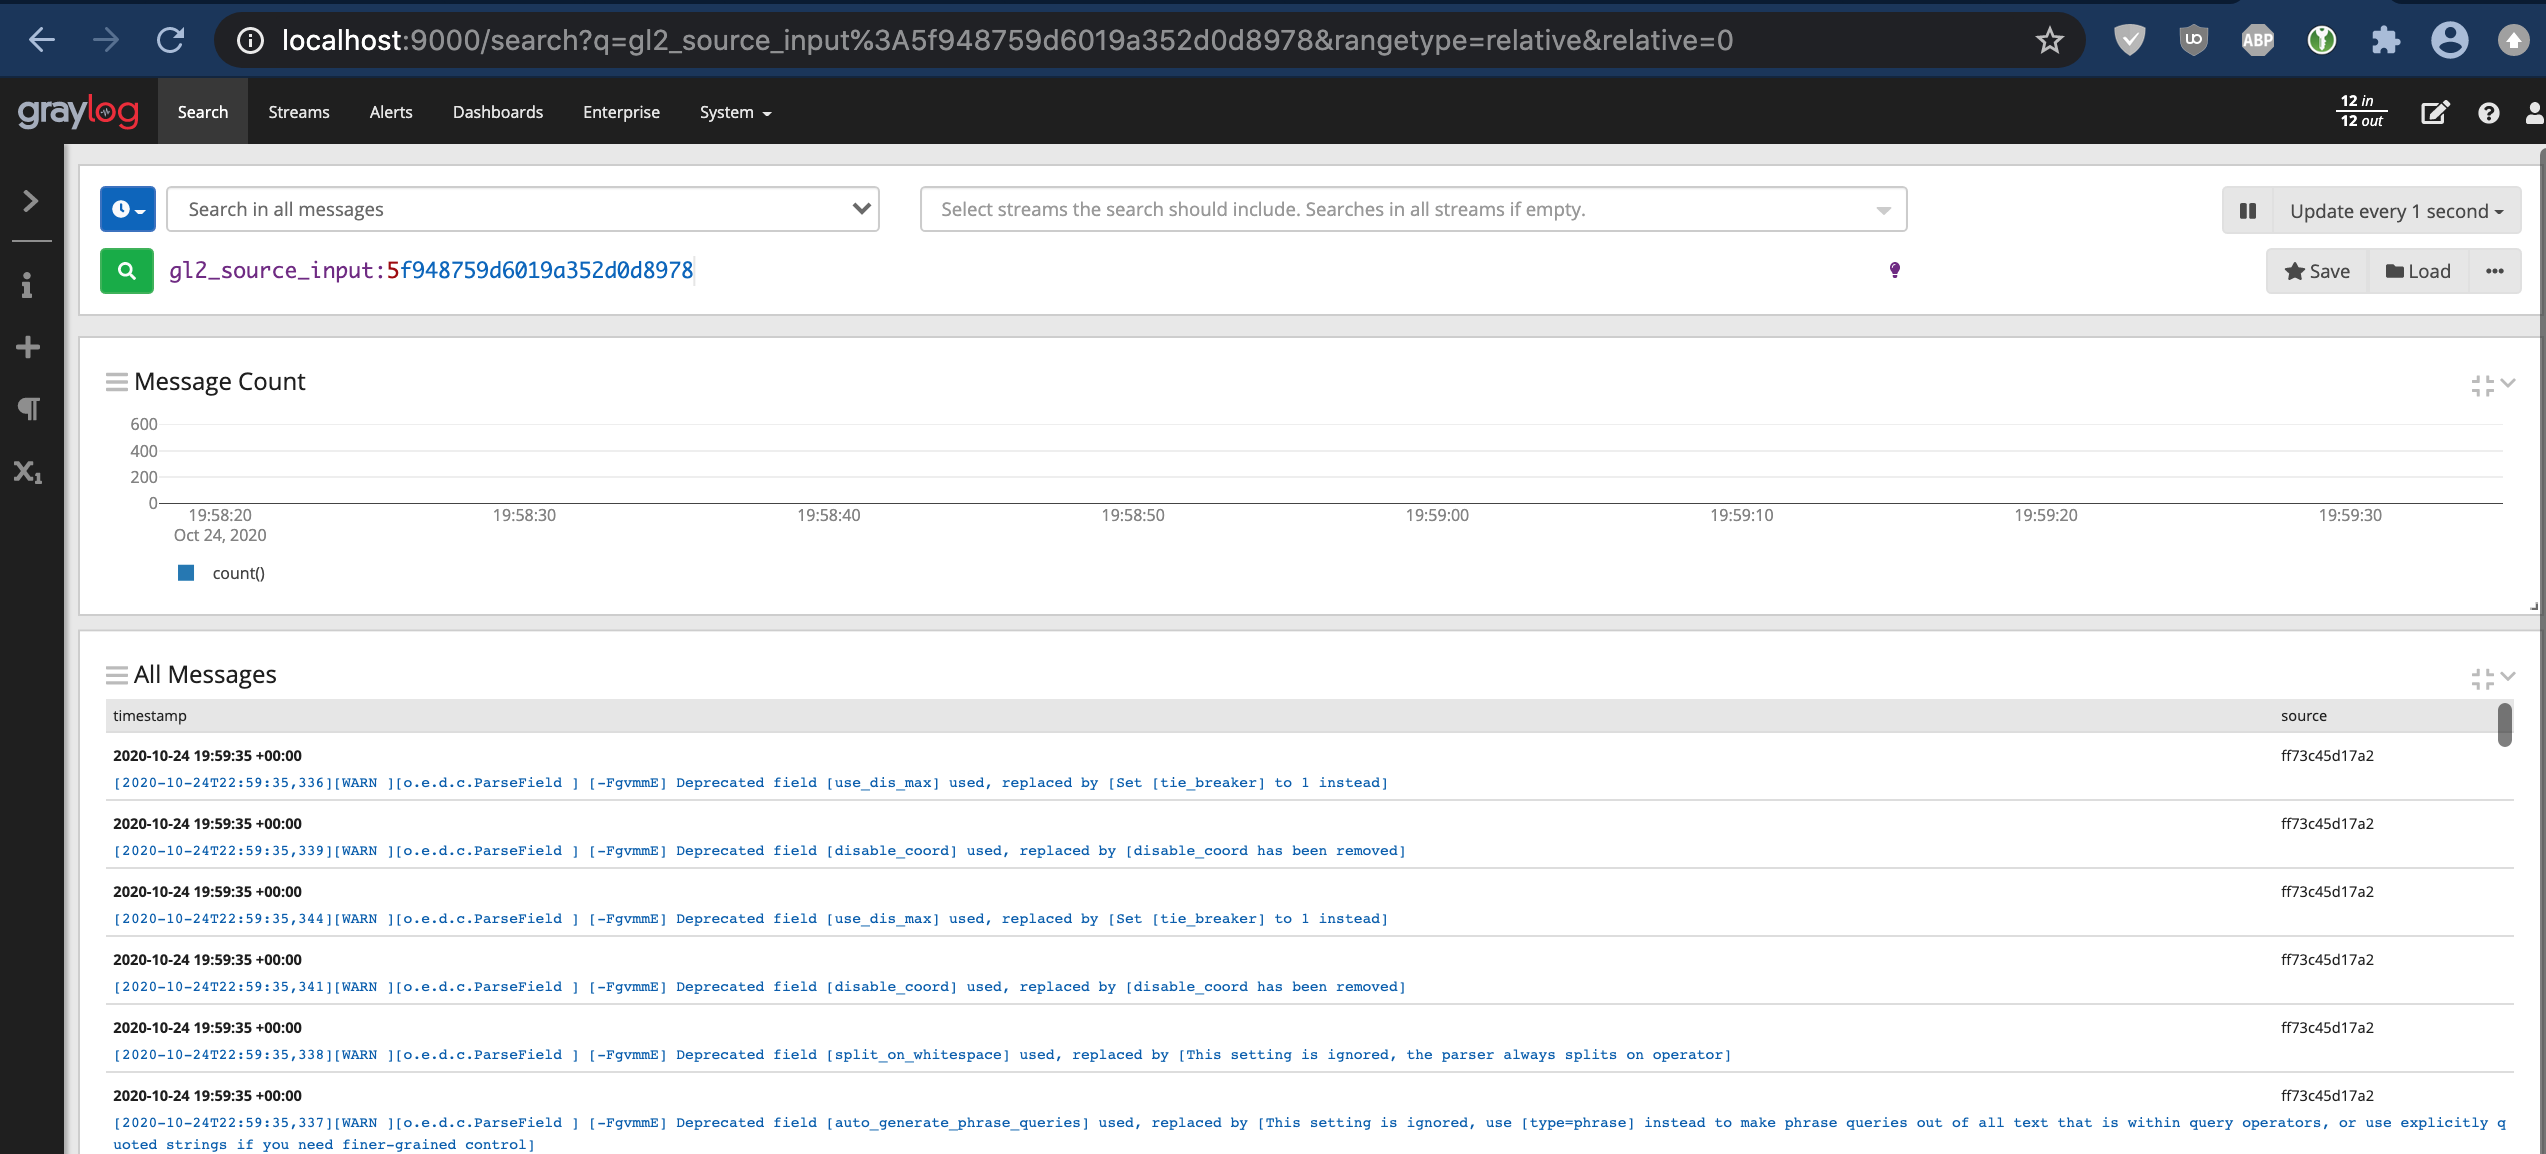 localhost:9000/search?q=gl2_source_input%3A5f948759d6019a352d0d8978&rangetype=relative&relative=0
ABP
graylog
Search
Streams
Alerts
Dashboards
Enterprise
System
12 in
12 out
Search in all messages
Select streams the search should include. Searches in all streams if empty.
Update every 1 second
gl2_source_input:5f948759d6019a352d0d8978
Save
Load
X1
Message Count
600
400
200
0
19:58:20
Oct 24, 2020
19:58:30
19:58:40
19:58:50
19:59:00
19:59:10
19:59:20
19:59:30
count()
All Messages
timestamp
source
2020-10-24 19:59:35 +00:00
ff73c45d17a2
[2020-10-24T22:59:35,336][WARN ][o.e.d.c.ParseField ] [-FgvmmE] Deprecated field [use_dis_max] used, replaced by [Set [tie_breaker] to 1 instead]
2020-10-24 19:59:35 +00:00
ff73c45d17a2
[2020-10-24T22:59:35,339][WARN ][o.e.d.c.ParseField ] [-FgvmmE] Deprecated field [disable_coord] used, replaced by [disable_coord has been removed]
2020-10-24 19:59:35 +00:00
ff73c45d17a2
[2020-10-24T22:59:35,344][WARN ][o.e.d.c.ParseField ] [-FgvmmE] Deprecated field [use_dis_max] used, replaced by [Set [tie_breaker] to 1 instead]
2020-10-24 19:59:35 +00:00
ff73c45d17a2
[2020-10-24T22:59:35,341][WARN ][o.e.d.c.ParseField ] [-FgvmmE] Deprecated field [disable_coord] used, replaced by [disable_coord has been removed]
2020-10-24 19:59:35 +00:00
ff73c45d17a2
[2020-10-24T22:59:35,338][WARN ][o.e.d.c.ParseField ] [-FgvmmE] Deprecated field [split_on_whitespace] used, replaced by [This setting is ignored, the parser always splits on operator]
2020-10-24 19:59:35 +00:00
ff73c45d17a2
[2020-10-24T22:59:35,337][WARN ][o.e.d.c.ParseField ] [-FgvmmE] Deprecated field [auto_generate_phrase_queries] used, replaced by [This setting is ignored, use [type=phrase] instead to make phrase queries out of all text that is within query operators, or use explicitly q
uoted strings if you need finer-grained control]